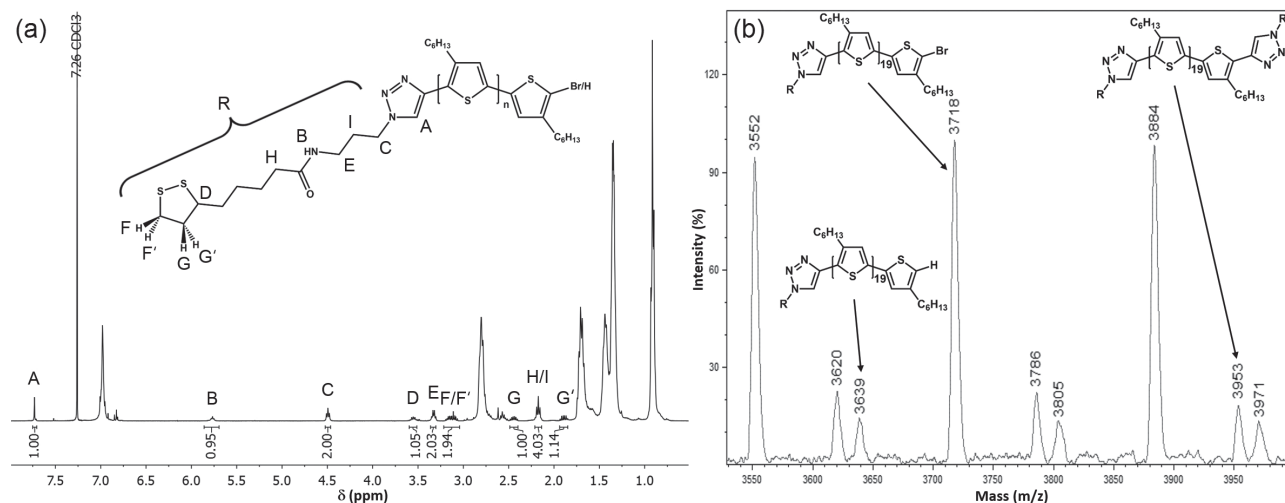 (a)
7.26 CDCl3
R
C₆H₁₃
N
N
N
S
n
S
Br/H
C₆H₁₃
A
B
I
HN
C
E
H
O
S
S
D
F
H
H
H
H
F'
G
G'
A
B
C
D
E
F/F'
G
H/I
G'
1.00
0.95
2.00
1.05
2.03
1.94
1.00
4.03
1.14
7.5 7.0 6.5 6.0 5.5 5.0 4.5 4.0 3.5 3.0 2.5 2.0 1.5 1.0
δ (ppm)
(b)
C₆H₁₃
N
N
N
R
S
19
S
Br
C₆H₁₃
C₆H₁₃
N
N
N
R
S
19
S
C₆H₁₃
R
N
N
N
C₆H₁₃
N
N
N
R
S
19
S
H
C₆H₁₃
3552
3620
3639
3718
3786
3805
3884
3953
3971
Intensity (%)
120
90
60
30
3550 3600 3650 3700 3750 3800 3850 3900 3950
Mass (m/z)